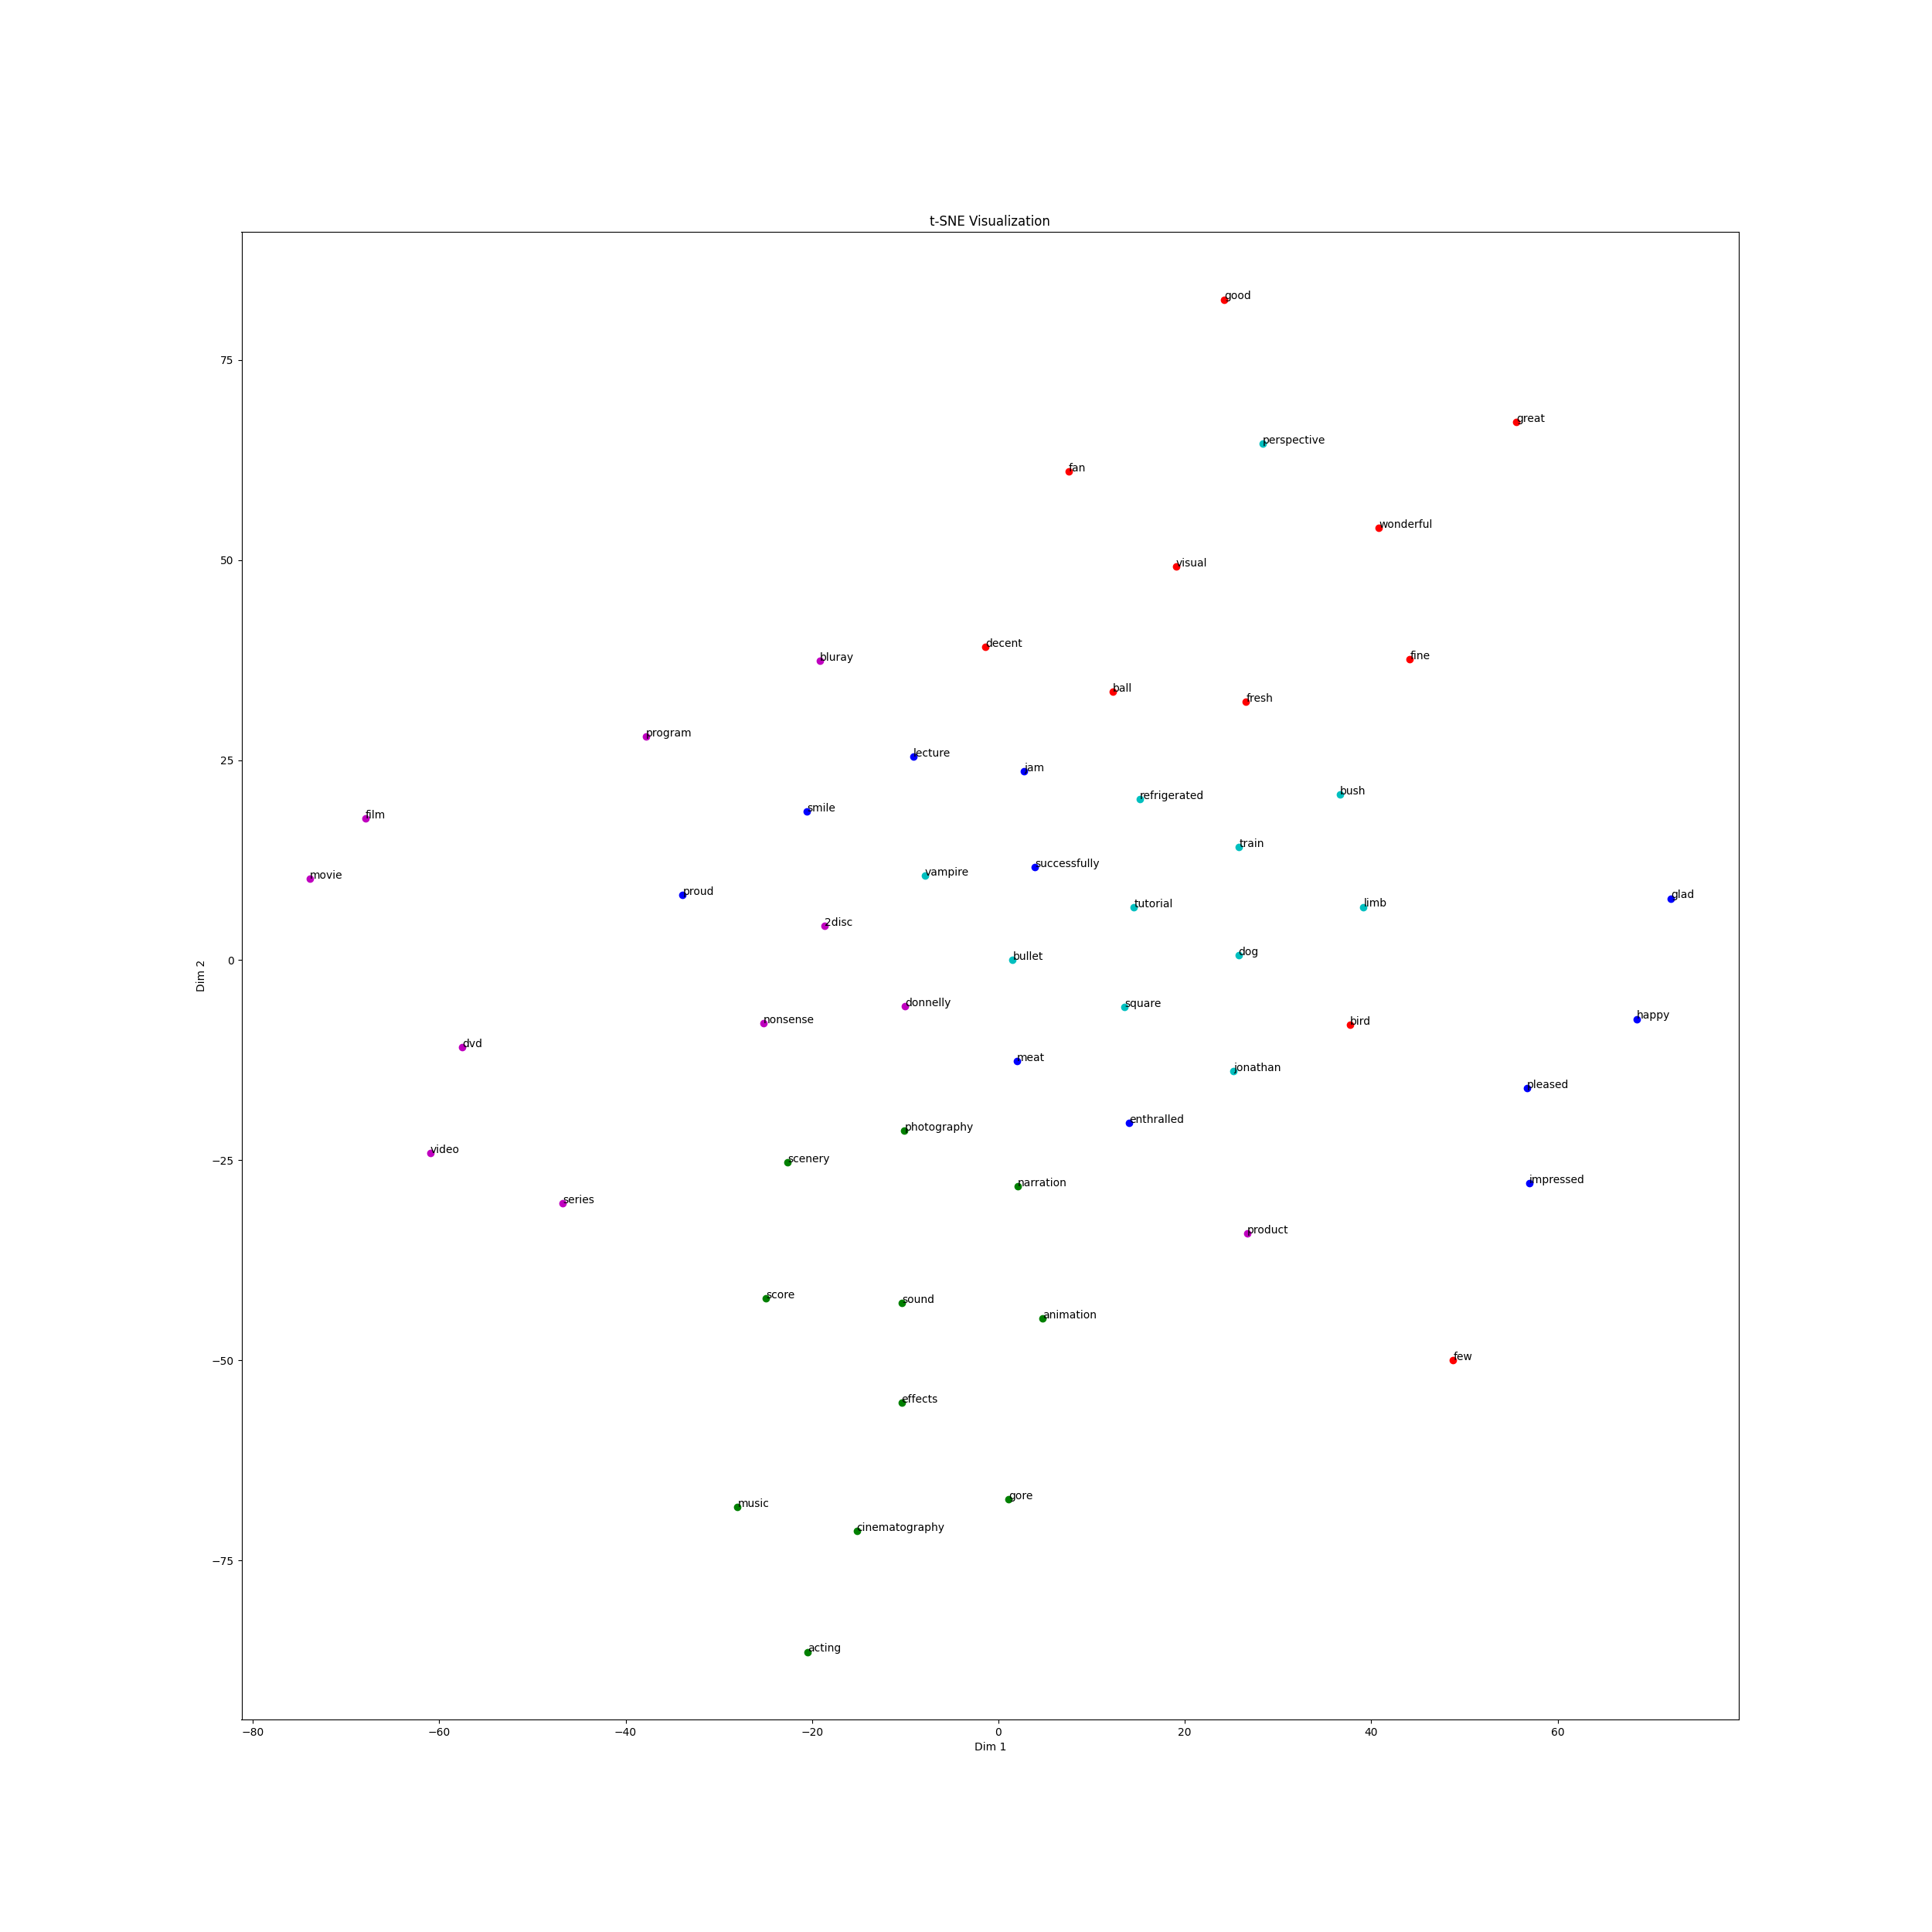 t-SNE Visualization
good
great
perspective
fan
wonderful
visual
decent
fine
bluray
ball
fresh
program
lecture
jam
refrigerated
bush
smile
film
train
successfully
vampire
movie
proud
glad
tutorial
limb
2disc
dog
bullet
donnelly
square
happy
nonsense
bird
dvd
meat
jonathan
pleased
enthralled
photography
video
scenery
impressed
narration
series
product
score
sound
animation
few
effects
gore
music
cinematography
acting
75
50
25
0
−25
−50
−75
Dim 2
−80 −60 −40 −20 0 20 40 60
Dim 1